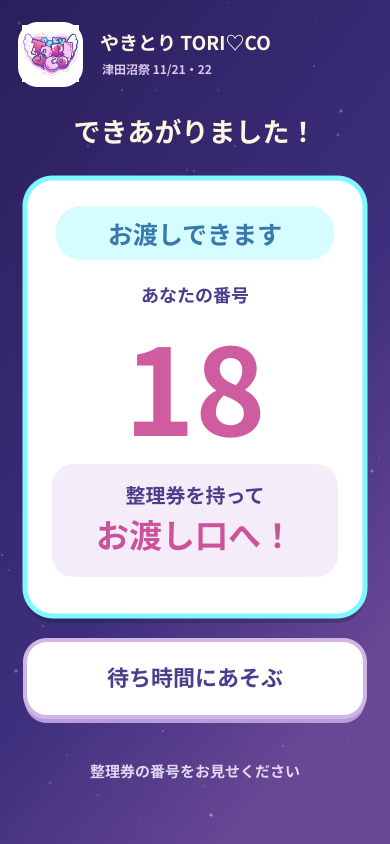 TORI
CO
やきとり TORI♡CO
津田沼祭 11/21・22
できあがりました！
お渡しできます
あなたの番号
18
整理券を持って
お渡し口へ！
待ち時間にあそぶ
整理券の番号をお見せください